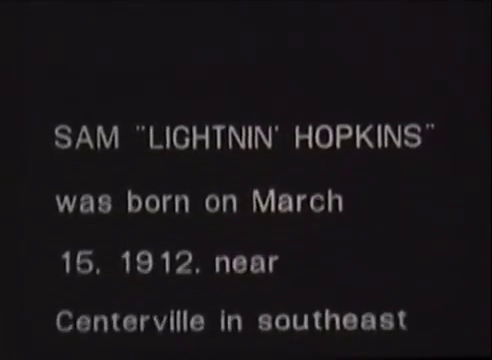 SAM "LIGHTNIN' HOPKINS"
was born on March
15, 1912, near
Centerville in southeast